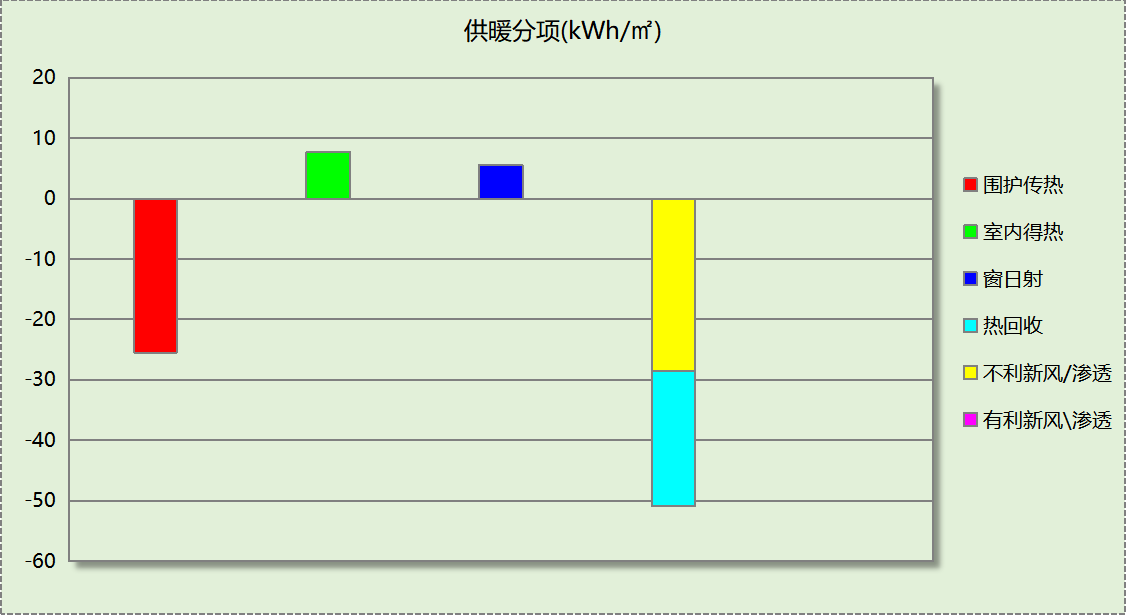 供暖分项(kWh/㎡)
20
10
0
-10
-20
-30
-40
-50
-60
围护传热
室内得热
窗日射
热回收
不利新风/渗透
有利新风\渗透